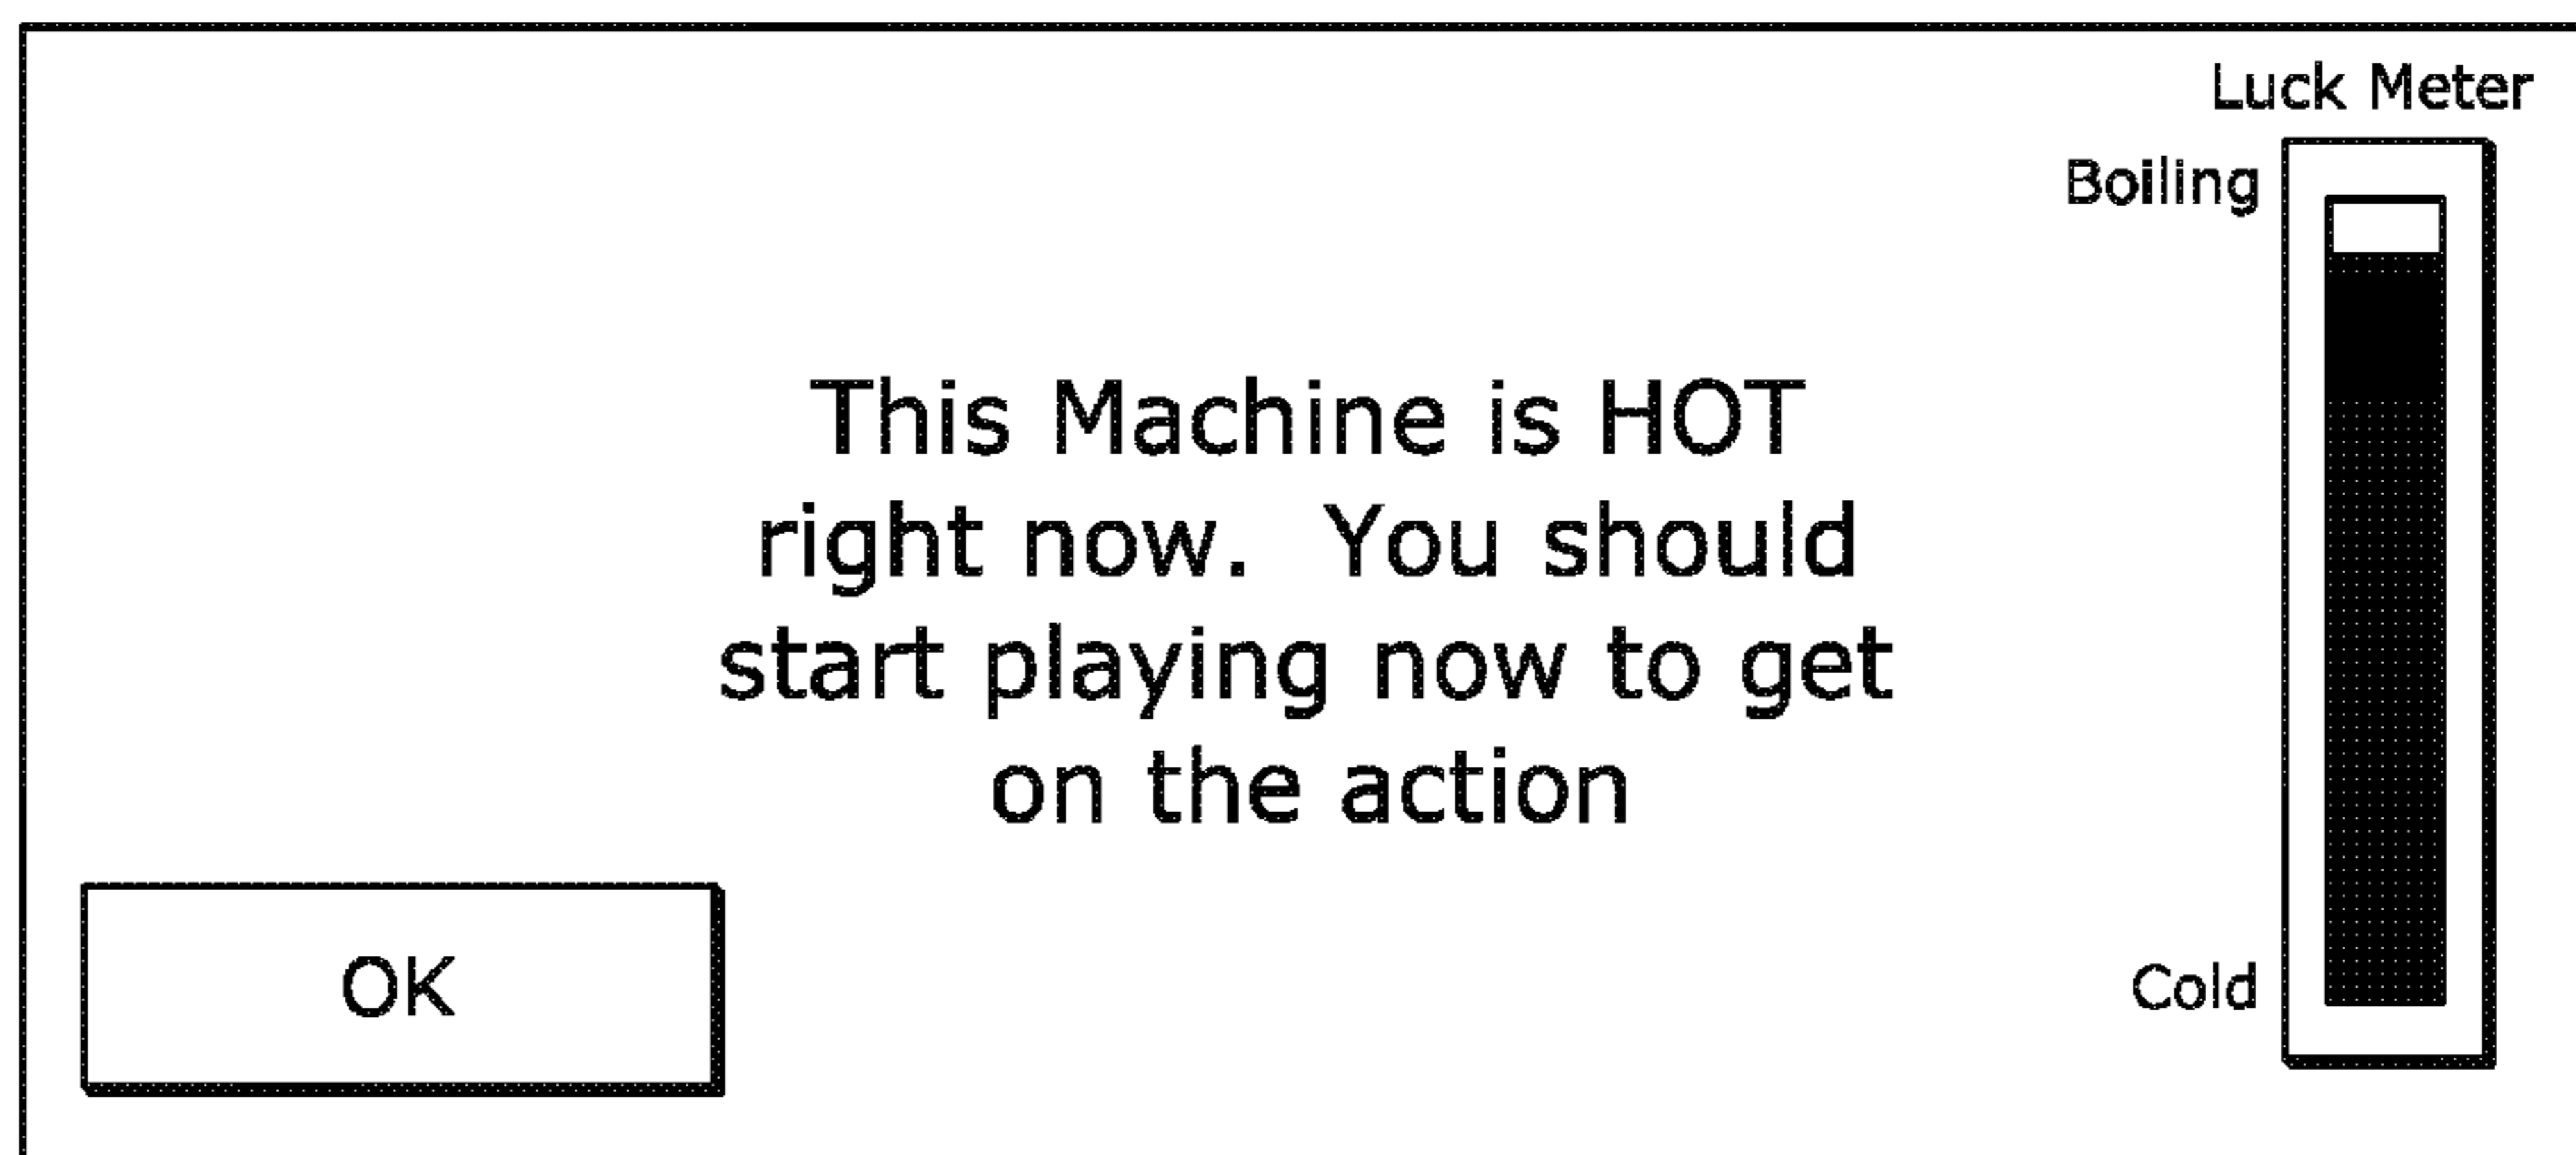 Luck Meter
Boiling
This Machine is HOT
right now.  You should
start playing now to get
on the action
OK
Cold